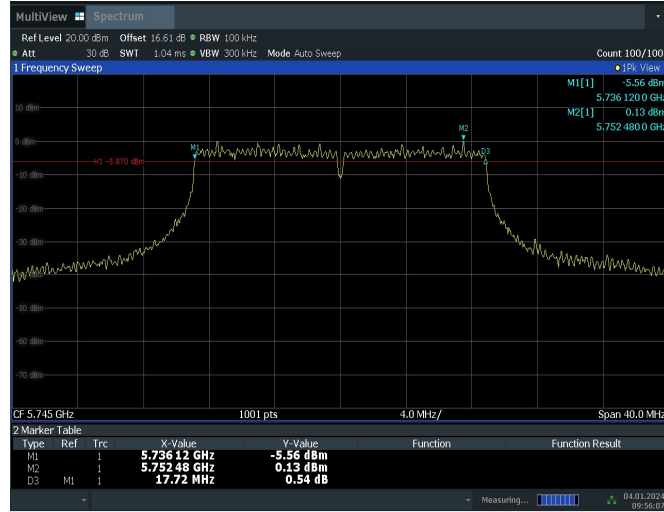 MultiView Spectrum
Ref Level 20.00 dBm Offset 16.61 dB RBW 100 kHz
Att 30 dB SWT 1.04 ms VBW 300 kHz Mode Auto Sweep Count 100/100
1 Frequency Sweep 1Pk View
M1[1] -5.56 dBm
5.736 120 0 GHz
M2[1] 0.13 dBm
5.752 480 0 GHz
10 dBm
M2
0 dBm
M1
D3
H1 -5.870 dBm
-10 dBm
-20 dBm
-30 dBm
-50 dBm
-60 dBm
-70 dBm
CF 5.745 GHz 1001 pts 4.0 MHz/ Span 40.0 MHz
2 Marker Table
Type Ref Trc X-Value Y-Value Function Function Result
M1 1 5.736 12 GHz -5.56 dBm
M2 1 5.752 48 GHz 0.13 dBm
D3 M1 1 17.72 MHz 0.54 dB
Measuring... 04.01.2024
09:56:07